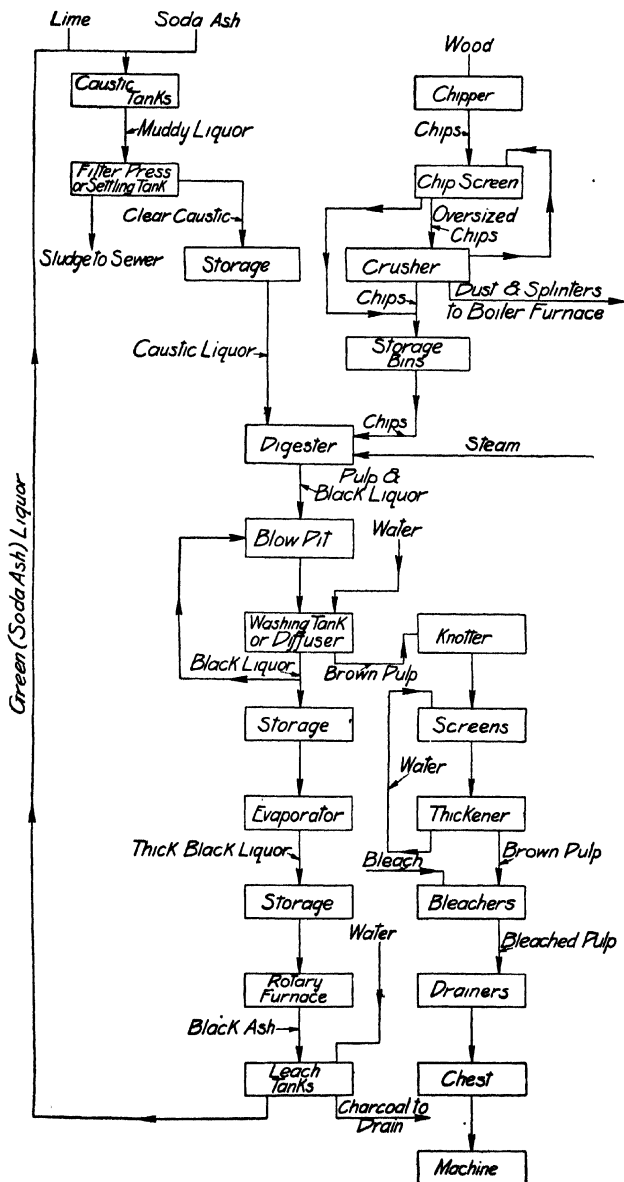 Lime
Soda Ash
Caustic
Tanks
Muddy Liquor
Filter Press
or Settling Tank
Clear Caustic
Sludge to Sewer
Storage
Caustic Liquor
Wood
Chipper
Chips
Chip Screen
Oversized
Chips
Crusher
Dust & Splinters
to Boiler Furnace
Chips
Storage
Bins
Chips
Digester
Steam
Pulp &
Black Liquor
Blow Pit
Water
Washing Tank
or Diffuser
Black Liquor
Brown Pulp
Knotter
Storage
Screens
Water
Evaporator
Thickener
Thick Black Liquor
Brown Pulp
Bleach
Storage
Bleachers
Water
Bleached Pulp
Rotary
Furnace
Drainers
Black Ash
Leach
Tanks
Chest
Charcoal to
Drain
Machine
Green (Soda Ash) Liquor